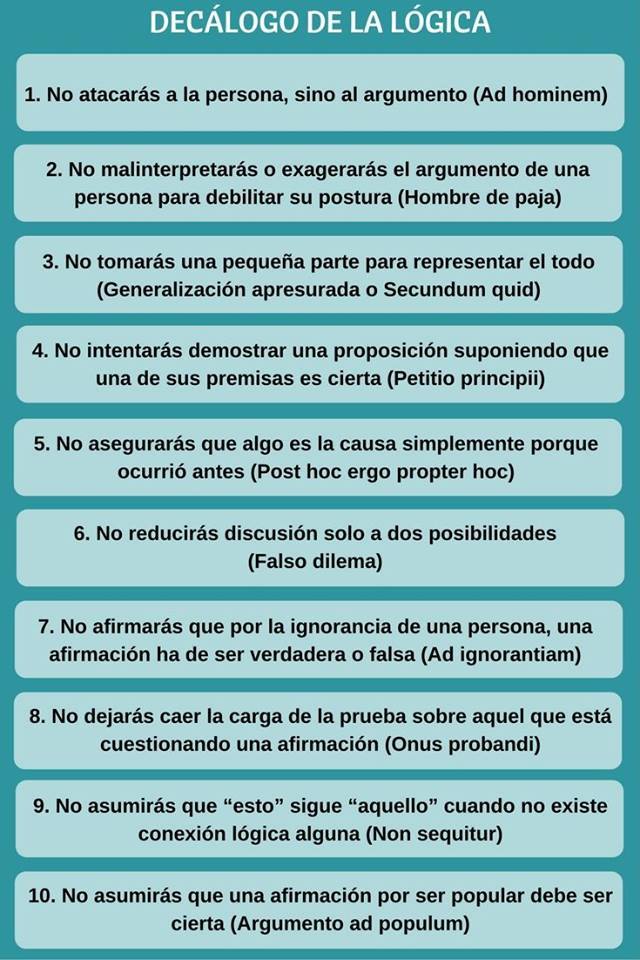 DECÁLOGO DE LA LÓGICA
1. No atacarás a la persona, sino al argumento (Ad hominem)
2. No malinterpretarás o exagerarás el argumento de una
persona para debilitar su postura (Hombre de paja)
3. No tomarás una pequeña parte para representar el todo
(Generalización apresurada o Secundum quid)
4. No intentarás demostrar una proposición suponiendo que
una de sus premisas es cierta (Petitio principii)
5. No asegurarás que algo es la causa simplemente porque
ocurrió antes (Post hoc ergo propter hoc)
6. No reducirás discusión solo a dos posibilidades
(Falso dilema)
7. No afirmarás que por la ignorancia de una persona, una
afirmación ha de ser verdadera o falsa (Ad ignorantiam)
8. No dejarás caer la carga de la prueba sobre aquel que está
cuestionando una afirmación (Onus probandi)
9. No asumirás que “esto” sigue “aquello” cuando no existe
conexión lógica alguna (Non sequitur)
10. No asumirás que una afirmación por ser popular debe ser
cierta (Argumento ad populum)